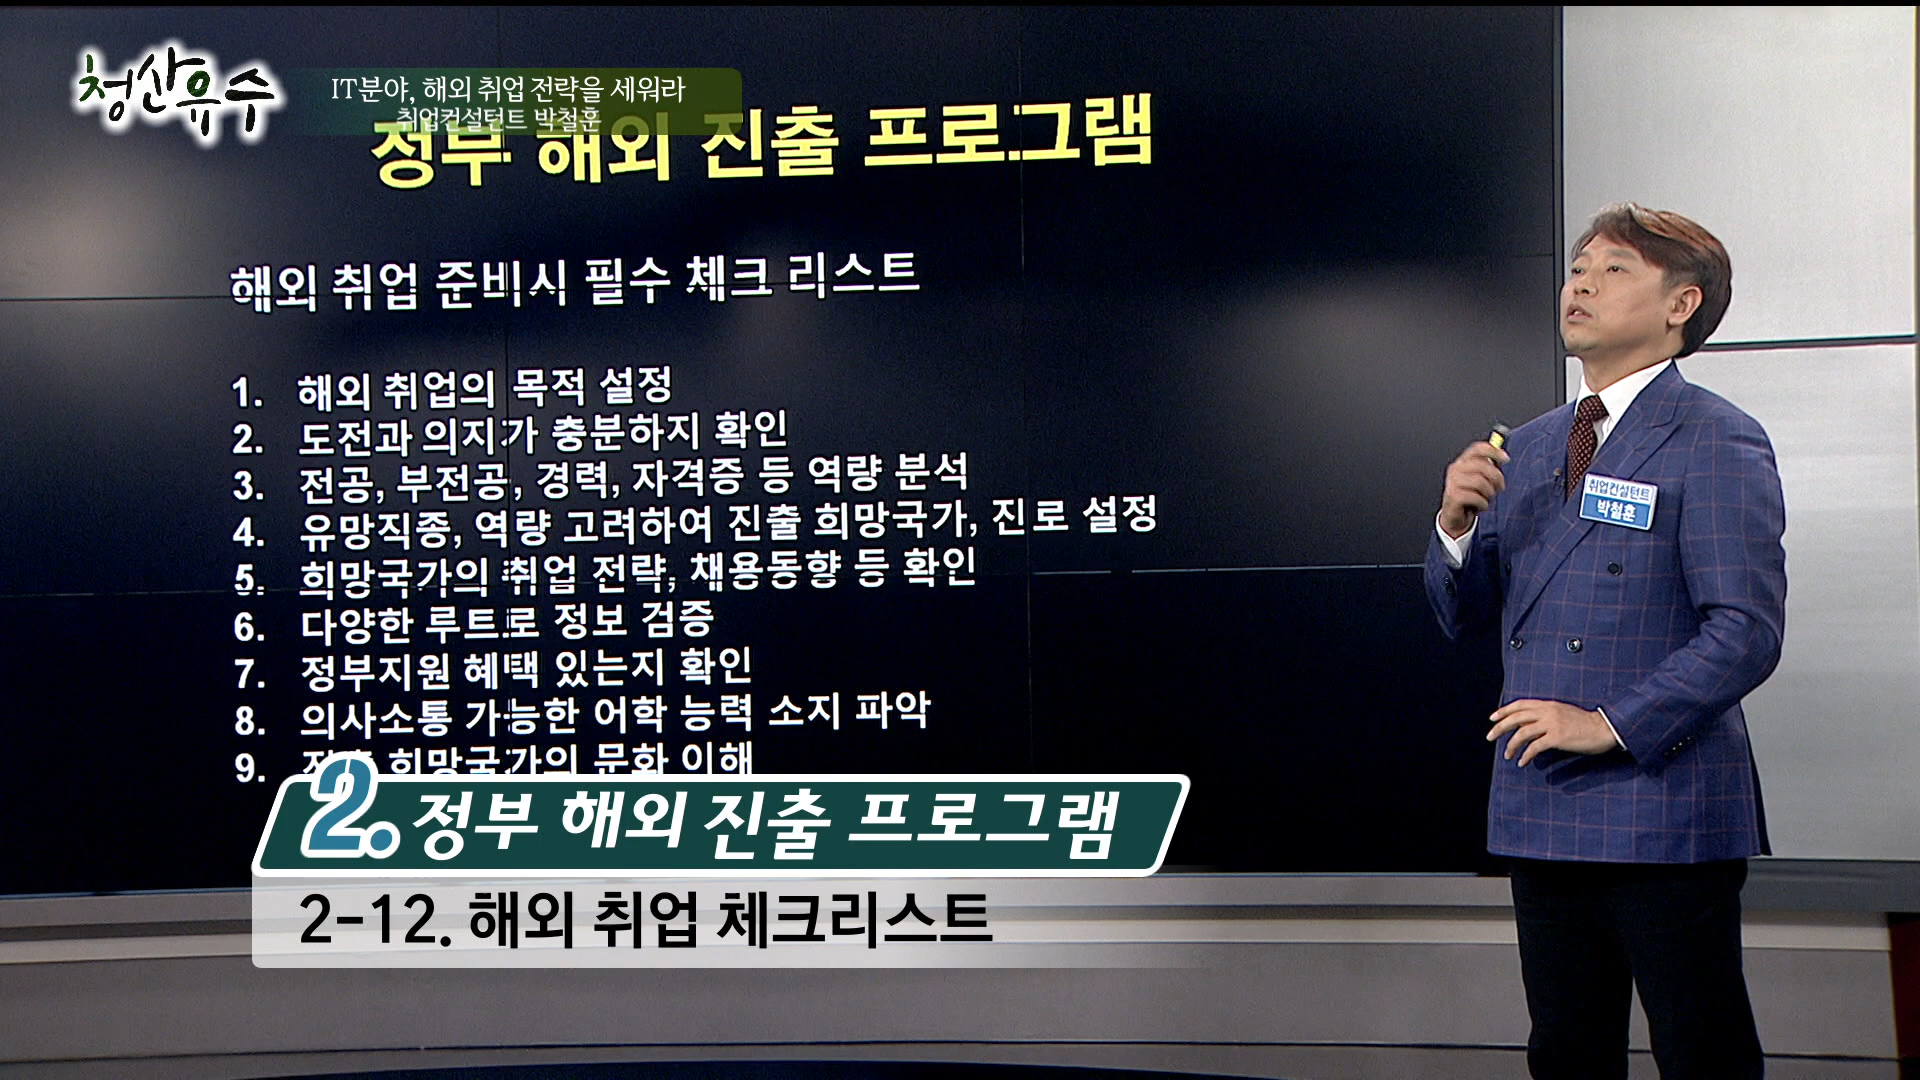 청산유수
IT분야, 해외 취업 전략을 세워라
취업컨설턴트 박철훈
정부 해외 진출 프로그램
해외 취업 준비시 필수 체크 리스트
1. 해외 취업의 목적 설정
2. 도전과 의지가 충분하지 확인
3. 전공, 부전공, 경력, 자격증 등 역량 분석
4. 유망직종, 역량 고려하여 진출 희망국가, 진로 설정
5. 희망국가의 취업 전략, 채용동향 등 확인
6. 다양한 루트로 정보 검증
7. 정부지원 혜택 있는지 확인
8. 의사소통 가능한 어학 능력 소지 파악
9. 진출 희망국가의 문화 이해
취업컨설턴트
박철훈
2. 정부 해외 진출 프로그램
2-12. 해외 취업 체크리스트